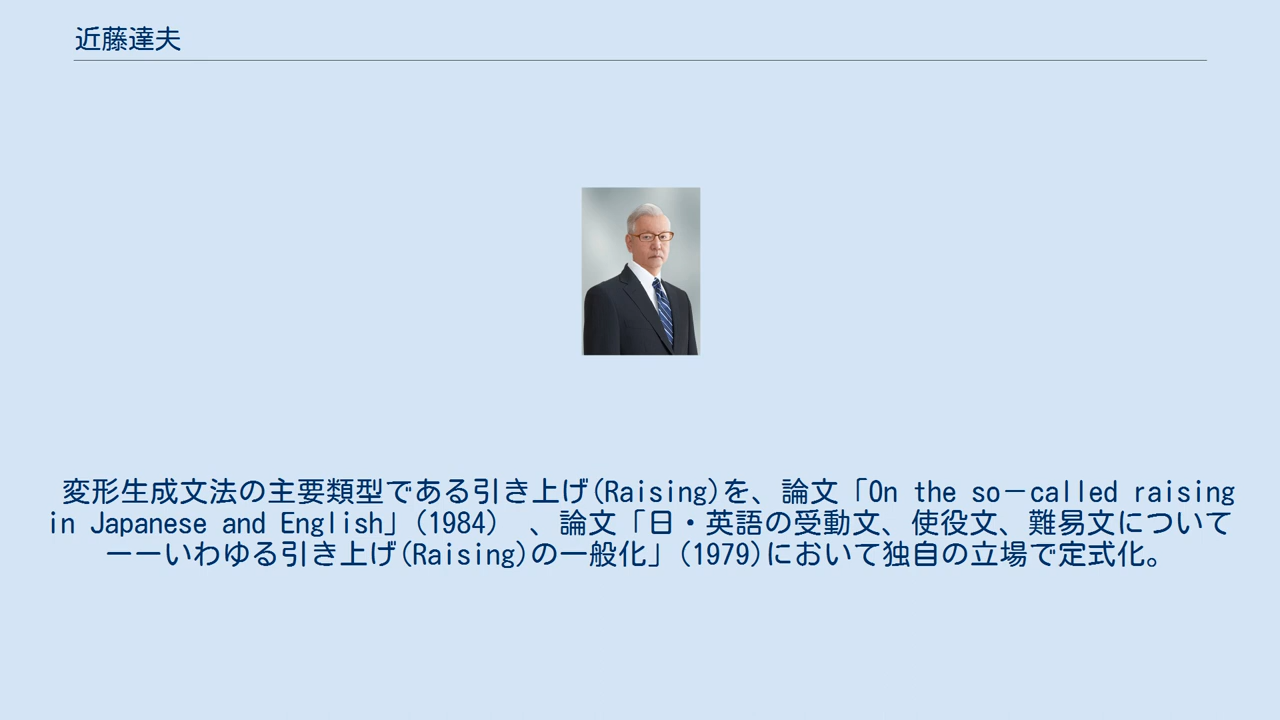 近藤達夫
変形生成文法の主要類型である引き上げ(Raising)を、論文「On the so－called raising
in Japanese and English」(1984)　、論文「日・英語の受動文、使役文、難易文について
ーーいわゆる引き上げ(Raising)の一般化」(1979)において独自の立場で定式化。